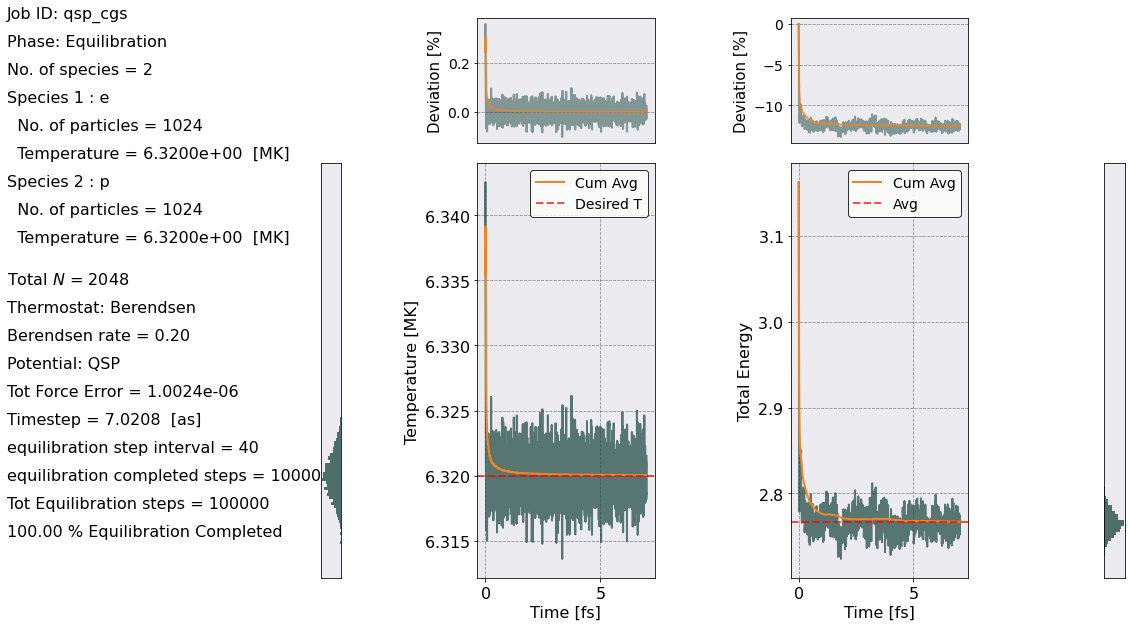 Job ID: qsp_cgs
Phase: Equilibration
No. of species = 2
Species 1 : e
No. of particles = 1024
Temperature = 6.3200e+00 [MK]
Species 2 : p
No. of particles = 1024
Temperature = 6.3200e+00 [MK]
Total N = 2048
Thermostat: Berendsen
Berendsen rate = 0.20
Potential: QSP
Tot Force Error = 1.0024e-06
Timestep = 7.0208 [as]
equilibration step interval = 40
equilibration completed steps = 10000
Tot Equilibration steps = 100000
100.00 % Equilibration Completed
Deviation [%]
0.2
0.0
Temperature [MK]
6.340
6.335
6.330
6.325
6.320
6.315
Cum Avg
Desired T
0
5
Time [fs]
Deviation [%]
0
−5
−10
Total Energy
3.1
3.0
2.9
2.8
Cum Avg
Avg
0
5
Time [fs]